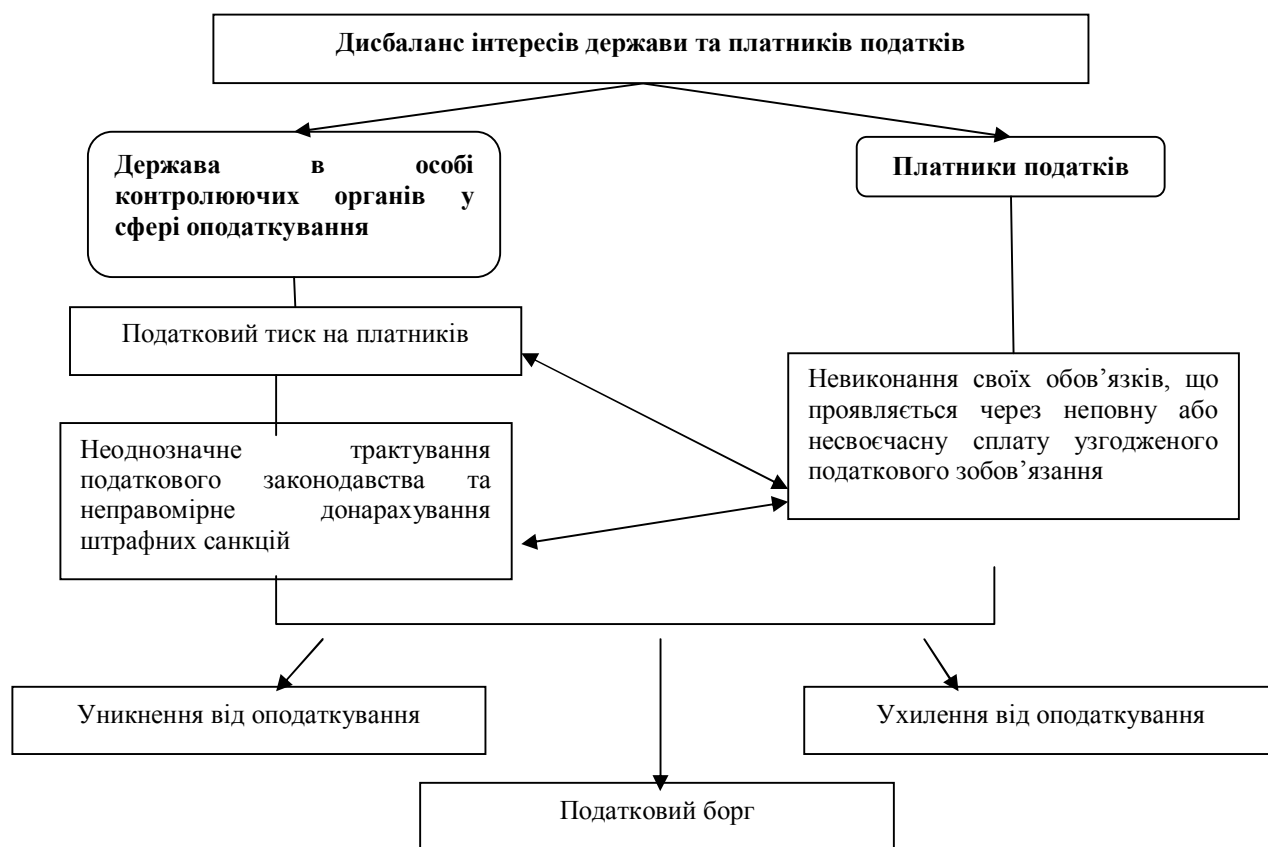 Дисбаланс інтересів держави та платників податків
Держава в особі
контролюючих органів у
сфері оподаткування
Платники податків
Податковий тиск на платників
Невиконання своїх обов’язків, що
проявляється через неповну або
несвоєчасну сплату узгодженого
податкового зобов’язання
Неоднозначне трактування
податкового законодавства та
неправомірне донарахування
штрафних санкцій
Уникнення від оподаткування
Ухилення від оподаткування
Податковий борг